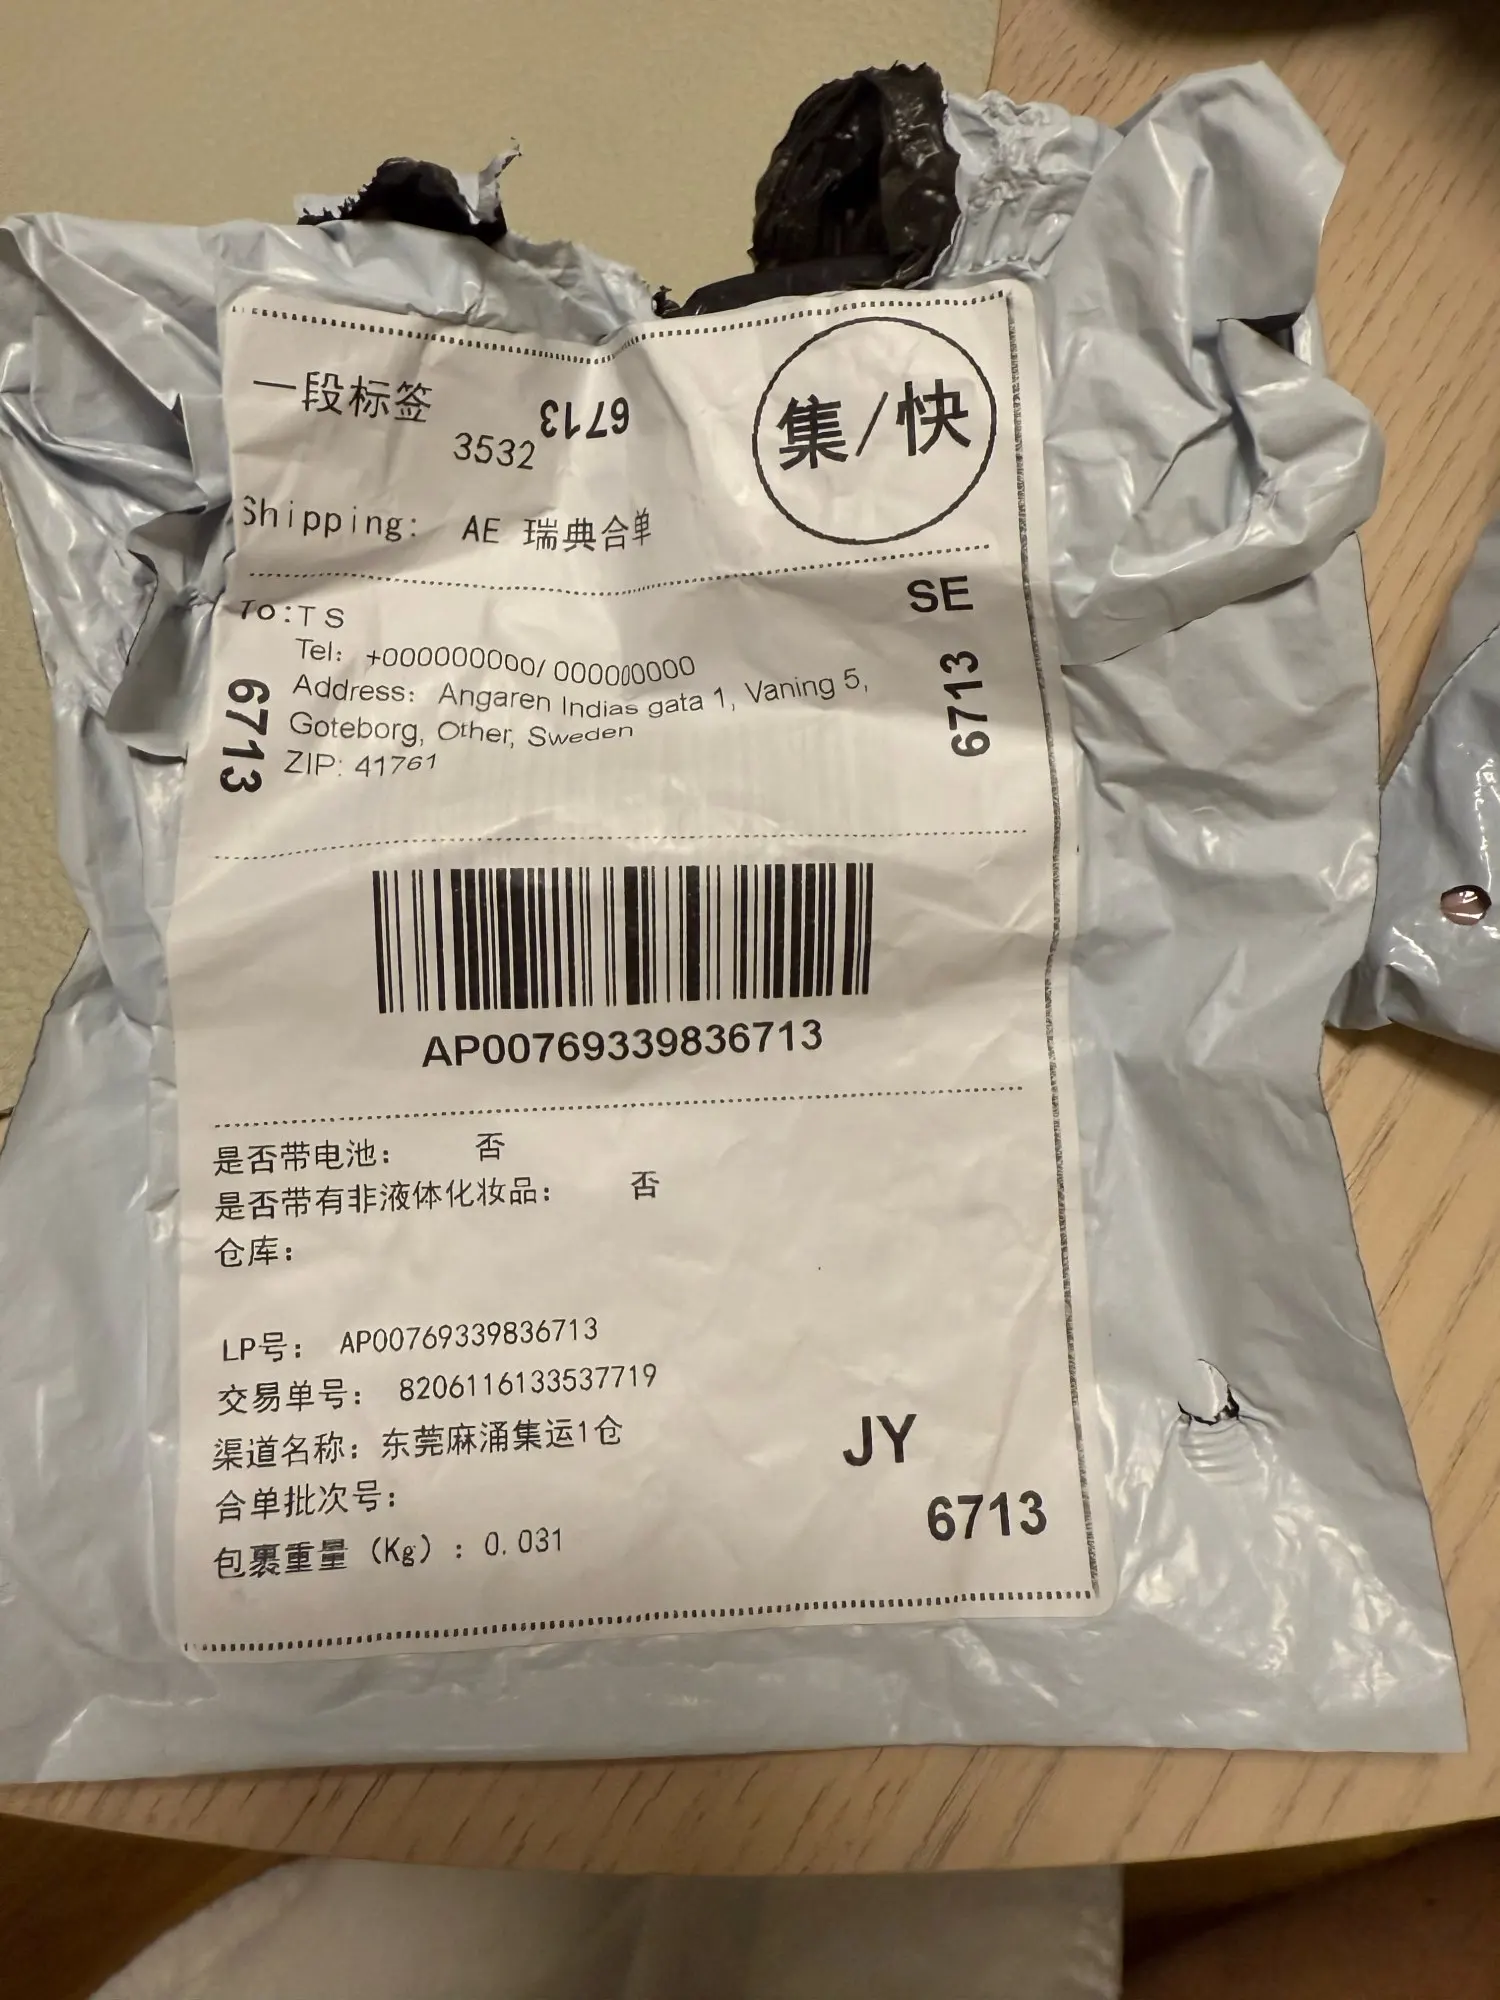 一段标签
3532
6713
集/快
Shipping: AE 瑞典合单
SE
To:T S
Tel: +000000000/ 000000000
Address: Angaren Indias gata 1, Vaning 5,
Goteborg, Other, Sweden
ZIP: 41761
6713
6713
AP00769339836713
是否带电池: 否
是否带有非液体化妆品: 否
仓库:
LP号: AP00769339836713
交易单号: 8206116133537719
渠道名称: 东莞麻涌集运1仓
合单批次号:
包裹重量 (Kg) : 0.031
JY
6713